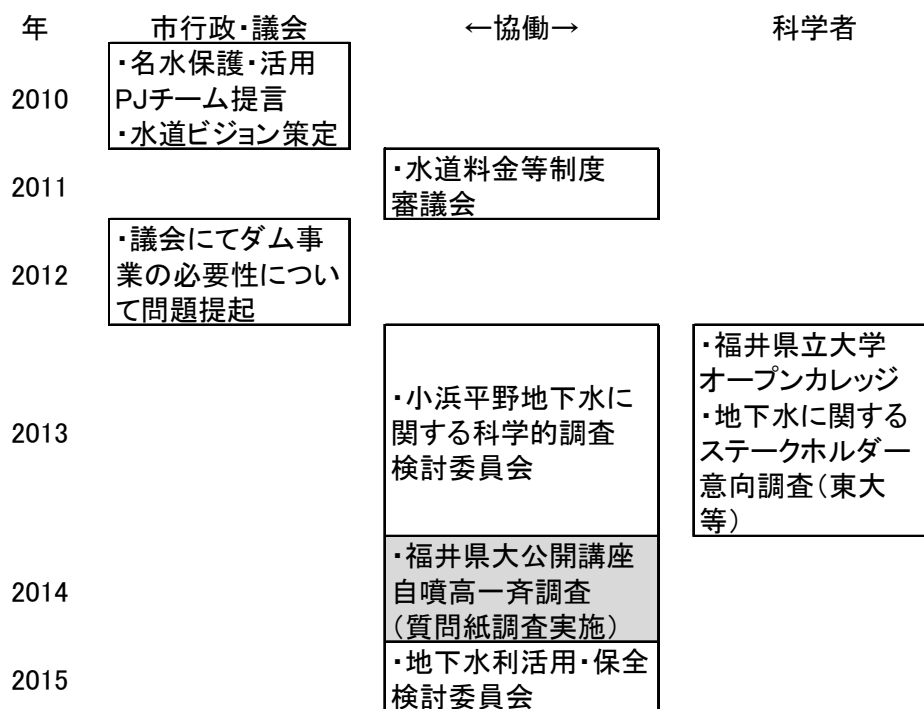 年 市行政・議会 ←協働→ 科学者
2010
・名水保護・活用
PJチーム提言
・水道ビジョン策定
2011
・水道料金等制度
審議会
2012
・議会にてダム事
業の必要性につい
て問題提起
2013
・小浜平野地下水に
関する科学的調査
検討委員会
・福井県立大学
オープンカレッジ
・地下水に関する
ステークホルダー
意向調査(東大
等)
2014
・福井県大公開講座
自噴高一斉調査
(質問紙調査実施)
2015
・地下水利活用・保全
検討委員会